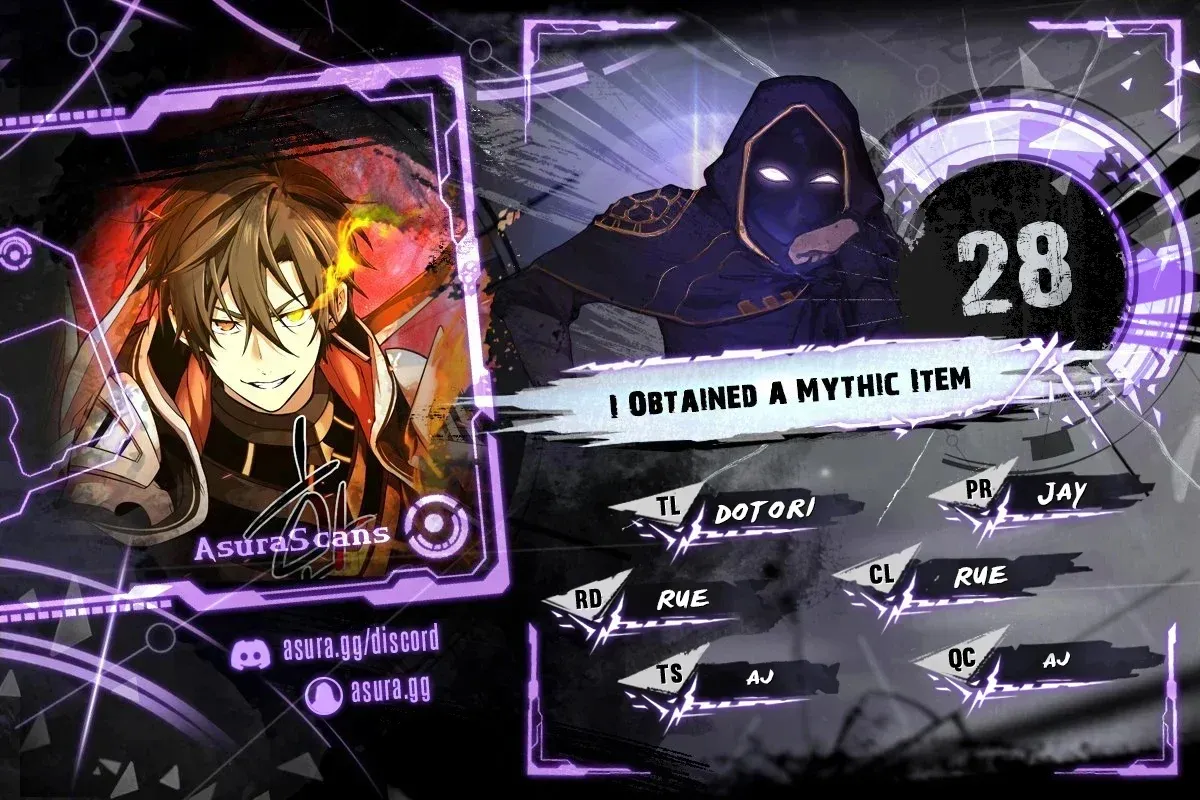 28
I OBTAINED A MYTHIC ITEM
TL DOTORI
PR JAY
RD RUE
CL RUE
TS AJ
QC AJ
AsuraScans
asura.gg/discord
asura.gg